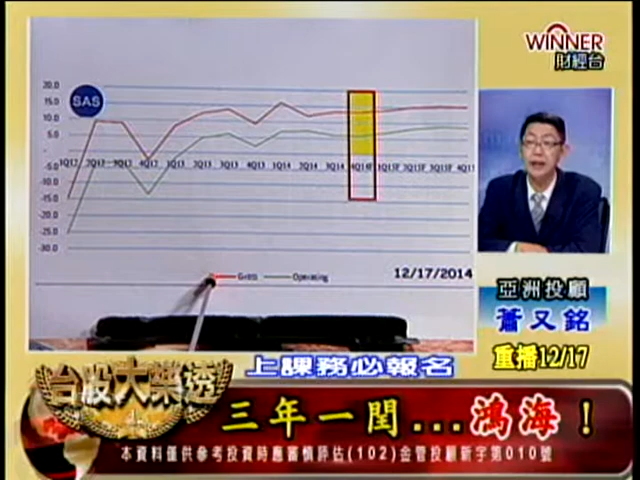 WINNER
財經台
20.0
15.0
SAS
10.0
5.0
-
-5.0
1Q12 2Q12 3Q12 4Q12 1Q13 2Q13 3Q13 4Q13 1Q14 2Q14 3Q14 4Q14F 1Q15F 2Q15F 3Q15F 4Q15
-10.0
-15.0
-20.0
-25.0
-30.0
Gross Operating
12/17/2014
亞洲投顧
蕭又銘
重播12/17
台股大樂透
上課務必報名
三年一閏...鴻海！
本資料僅供參考投資時應審慎評估(102)金管投顧新字第010號